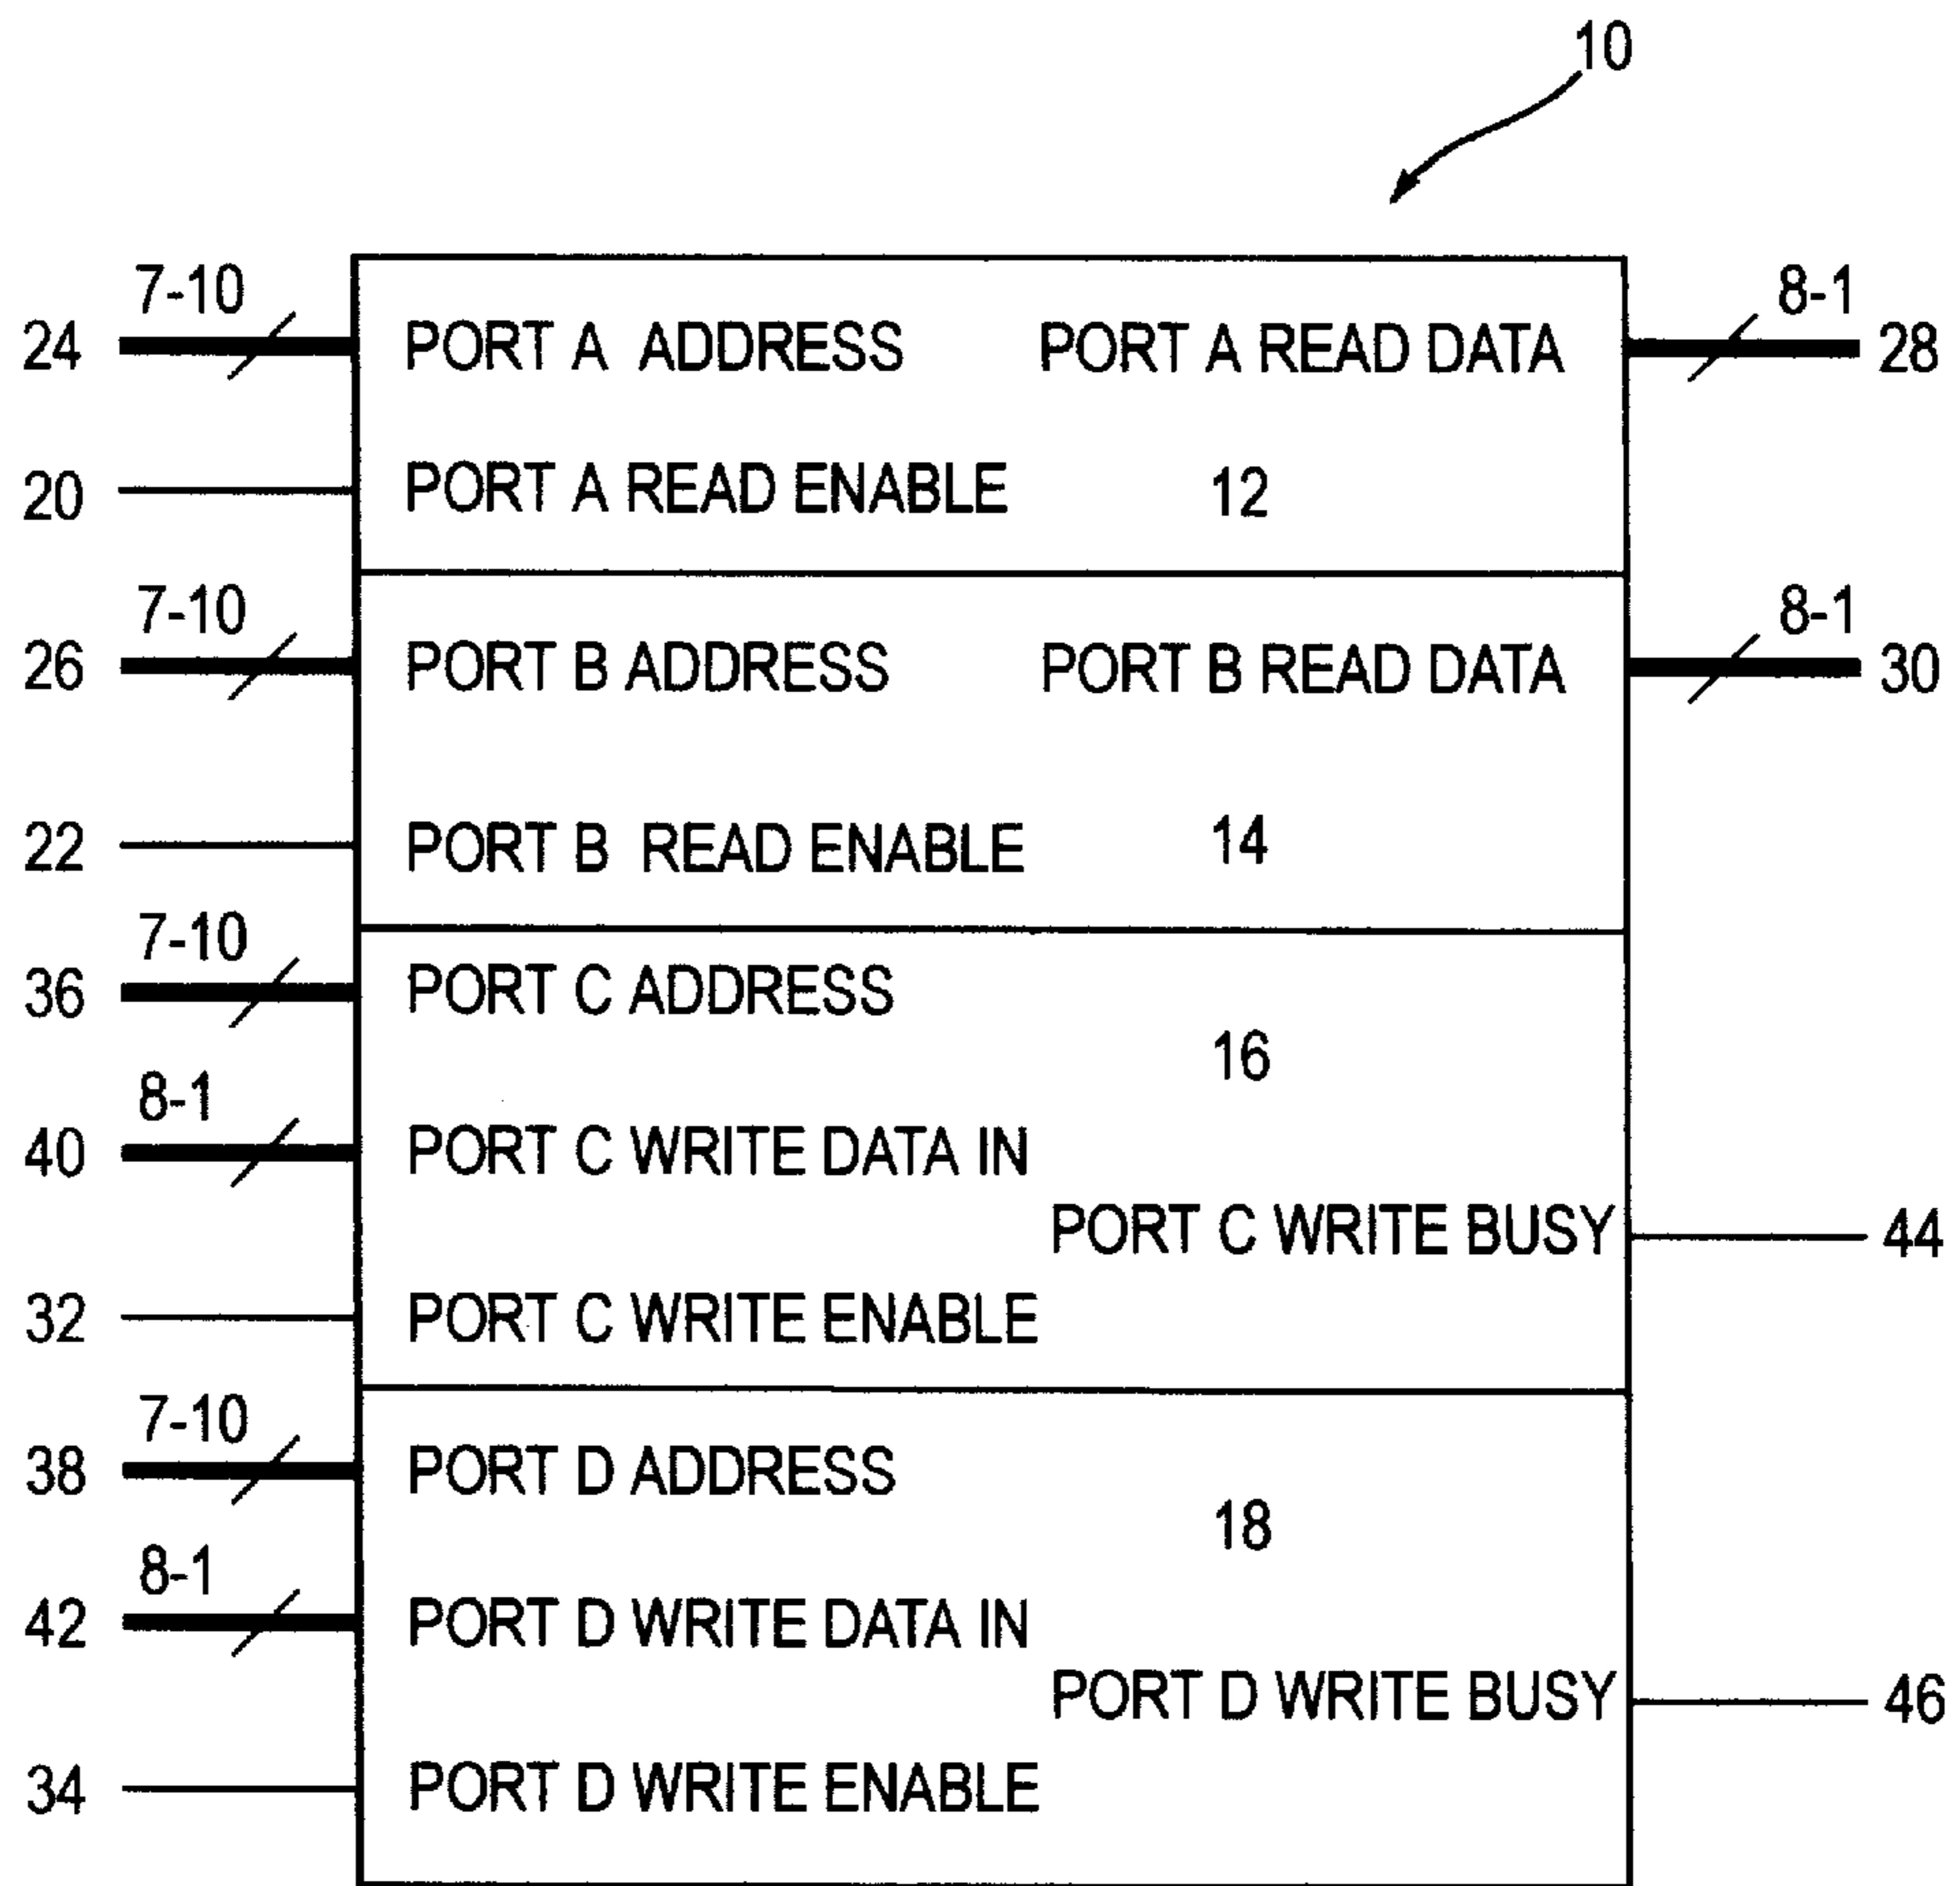 10
7-10
8-1
24 PORT A ADDRESS PORT A READ DATA 28
20 PORT A READ ENABLE 12
7-10
8-1
26 PORT B ADDRESS PORT B READ DATA 30
22 PORT B READ ENABLE 14
7-10
36 PORT C ADDRESS
16
8-1
40 PORT C WRITE DATA IN
PORT C WRITE BUSY 44
32 PORT C WRITE ENABLE
7-10
38 PORT D ADDRESS
18
8-1
42 PORT D WRITE DATA IN
PORT D WRITE BUSY 46
34 PORT D WRITE ENABLE